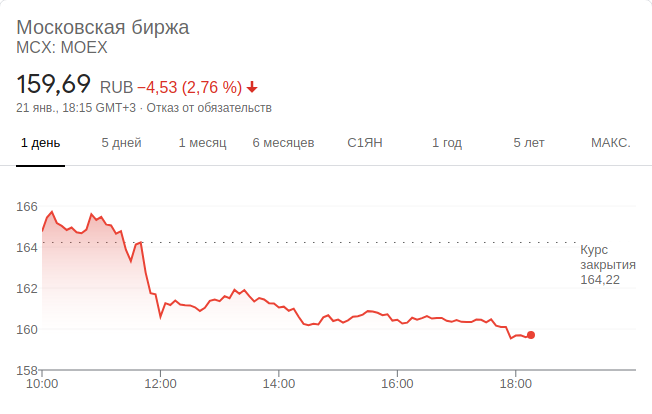 Московская биржа
MCX: MOEX
159,69 RUB −4,53 (2,76 %)
21 янв., 18:15 GMT+3 · Отказ от обязательств
1 день 5 дней 1 месяц 6 месяцев С1ЯН 1 год 5 лет МАКС.
166
164
Курс
закрытия
164,22
162
160
158
10:00 12:00 14:00 16:00 18:00